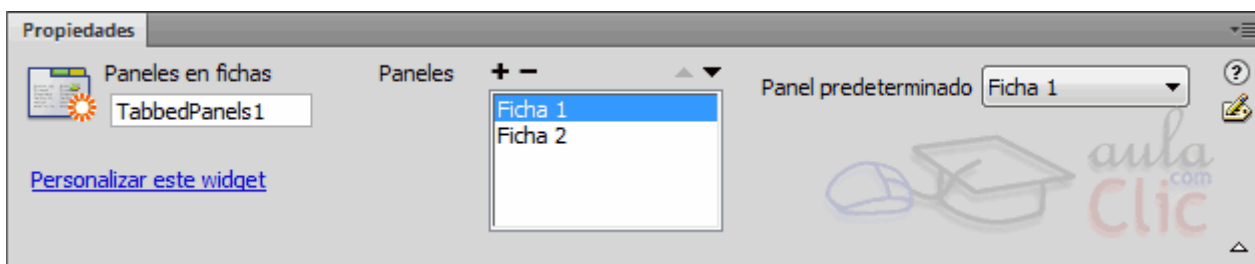 Propiedades
Paneles en fichas
TabbedPanels1
Personalizar este widget
Paneles
Ficha 1
Ficha 2
Panel predeterminado
Ficha 1
?
aula
.com
Clic